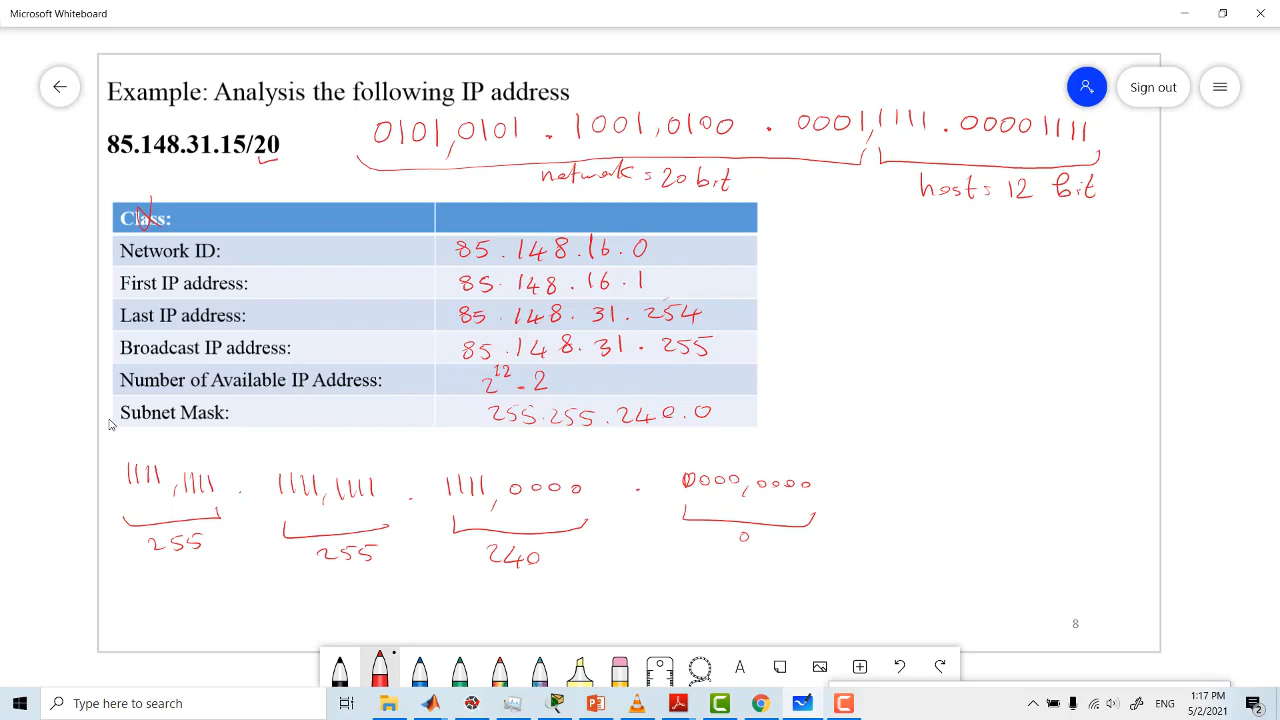 Microsoft Whiteboard
Sign out
Example: Analysis the following IP address
85.148.31.15/20
0101,0101 . 1001,0100 . 0001,1111 . 00001111
network = 20 bit
host = 12 bit
Class:
Network ID: 85.148.16.0
First IP address: 85.148.16.1
Last IP address: 85.148.31.254
Broadcast IP address: 85.148.31.255
Number of Available IP Address: 2^12 - 2
Subnet Mask: 255.255.240.0
1111,1111 . 1111,1111 . 1111,0000 . 0000,0000
255 255 240 0
8
A
Type here to search
ENG
1:17 PM
5/2/2021
2